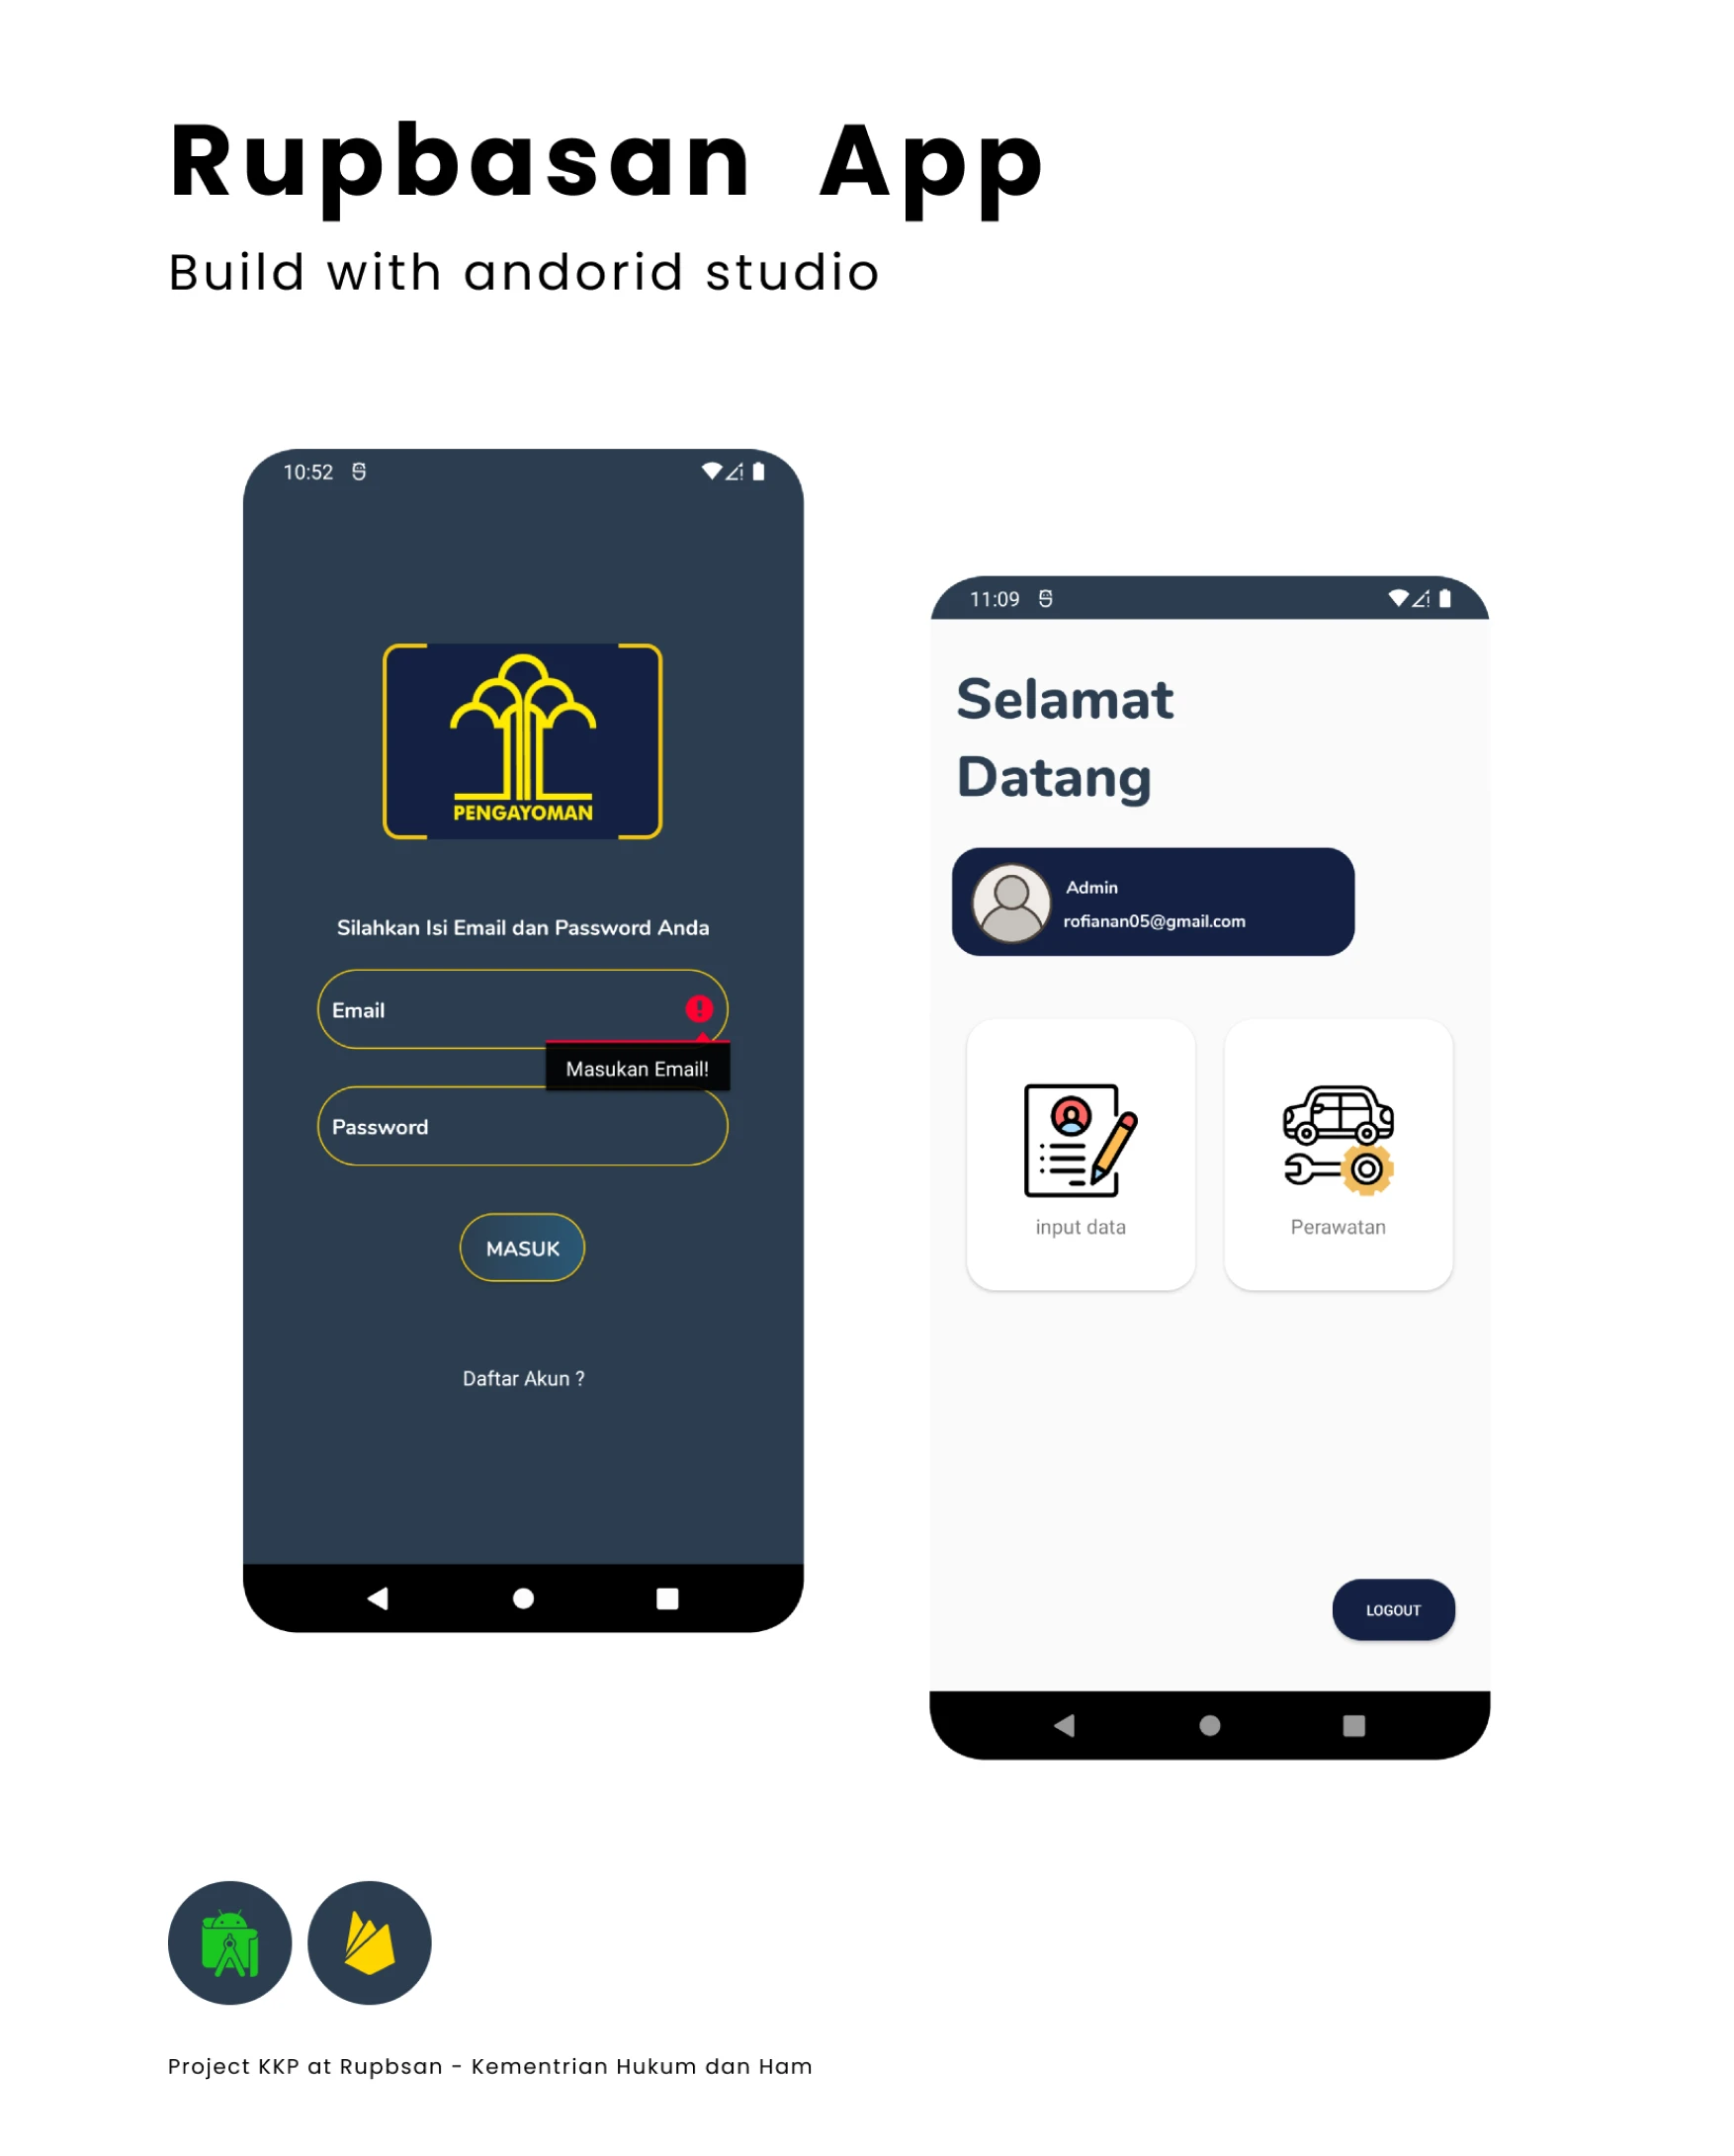 Rupbasan App
Build with andorid studio
10:52
PENGAYOMAN
Silahkan Isi Email dan Password Anda
Email
Masukan Email!
Password
MASUK
Daftar Akun ?
11:09
Selamat
Datang
Admin
rofianan05@gmail.com
input data
Perawatan
LOGOUT
Project KKP at Rupbsan - Kementrian Hukum dan Ham